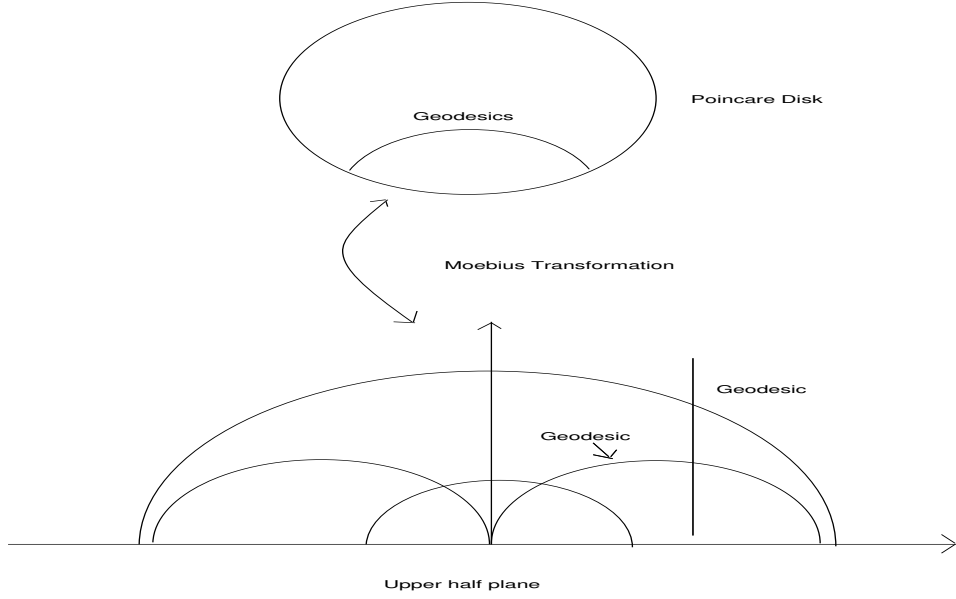 Poincare Disk
Geodesics
Moebius Transformation
Geodesic
Geodesic
Upper half plane